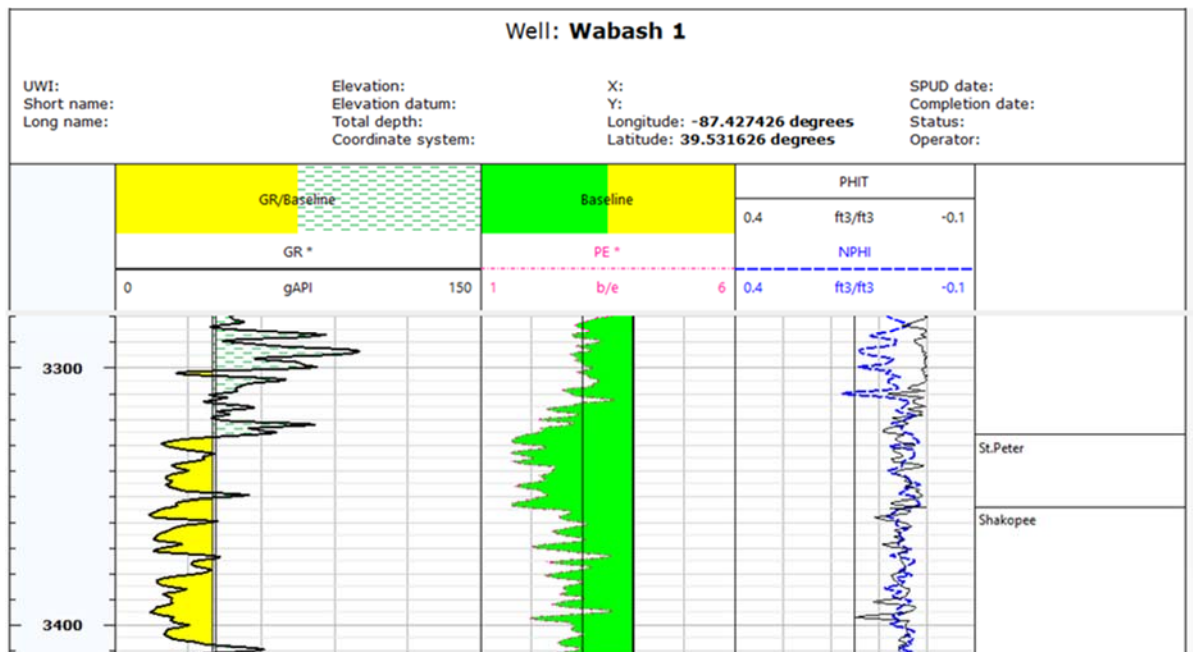 Well: Wabash 1
UWI: Elevation: X: SPUD date:
Short name: Elevation datum: Y: Completion date:
Long name: Total depth: Longitude: -87.427426 degrees Status:
Coordinate system: Latitude: 39.531626 degrees Operator:
GR/Baseline Baseline PHIT
0.4 ft3/ft3 -0.1
GR * PE * NPHI
0 gAPI 150 1 b/e 6 0.4 ft3/ft3 -0.1
3300
St.Peter
Shakopee
3400